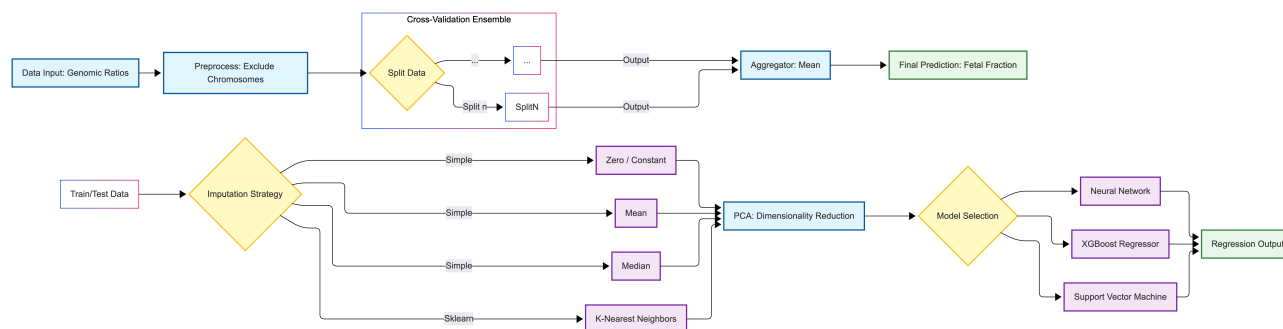 Cross-Validation Ensemble
Data Input: Genomic Ratios
Preprocess: Exclude
Chromosomes
Split Data
...
...
Output
Split n
SplitN
Output
Aggregator: Mean
Final Prediction: Fetal Fraction
Train/Test Data
Imputation Strategy
Simple
Zero / Constant
Simple
Mean
Simple
Median
Sklearn
K-Nearest Neighbors
PCA: Dimensionality Reduction
Model Selection
Neural Network
XGBoost Regressor
Support Vector Machine
Regression Output